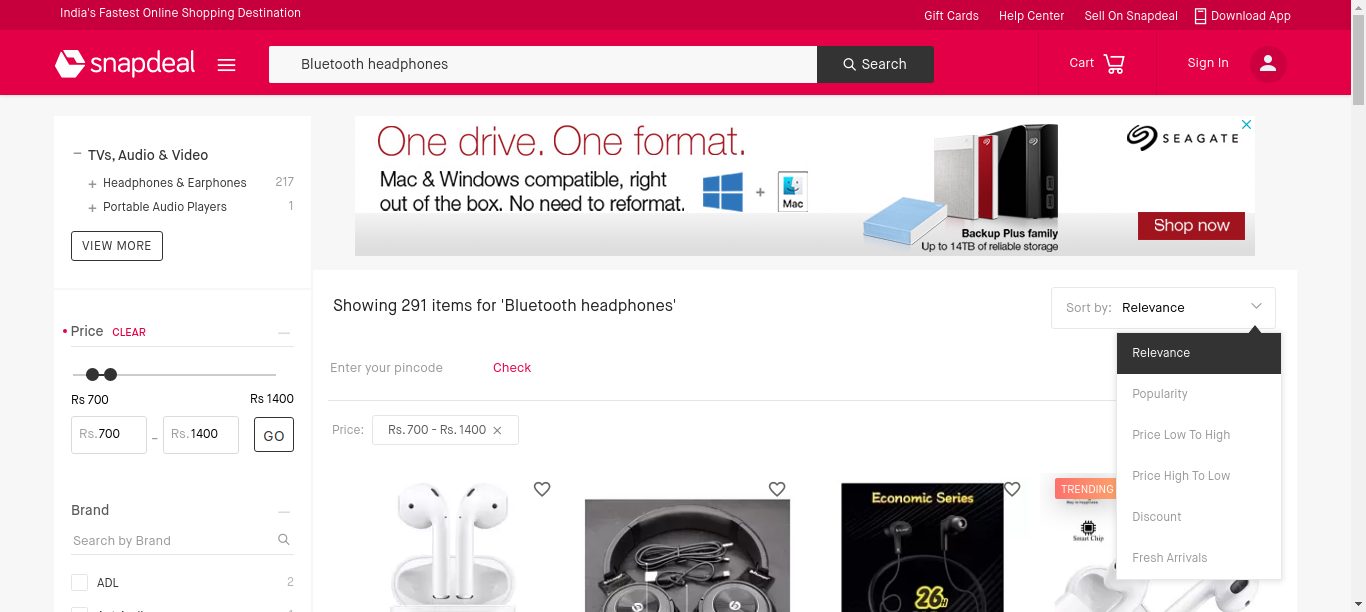 India's Fastest Online Shopping Destination
Gift Cards Help Center Sell On Snapdeal Download App
snapdeal
Bluetooth headphones
Search
Cart
Sign In
TVs, Audio & Video
Headphones & Earphones 217
Portable Audio Players 1
VIEW MORE
One drive. One format.
Mac & Windows compatible, right
out of the box. No need to reformat.
+
Mac
SEAGATE
Backup Plus family
Up to 14TB of reliable storage
Shop now
Price CLEAR
Rs 700 Rs 1400
Rs. 700 - Rs. 1400 GO
Brand
Search by Brand
ADL 2
Showing 291 items for 'Bluetooth headphones'
Sort by: Relevance
Relevance
Popularity
Price Low To High
Price High To Low
Discount
Fresh Arrivals
Enter your pincode Check
Price: Rs. 700 - Rs. 1400
Economic Series
26H
TRENDING
Smart Chip